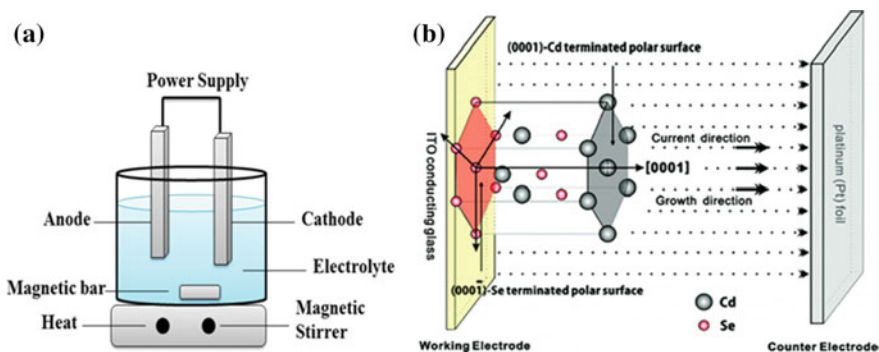 (a)
Power Supply
Anode
Cathode
Electrolyte
Magnetic bar
Heat
Magnetic
Stirrer
(b)
(0001)-Cd terminated polar surface
ITO conducting glass
Current direction
[0001]
Growth direction
platinum (Pt) foil
(0001̄)-Se terminated polar surface
Cd
Se
Working Electrode
Counter Electrode